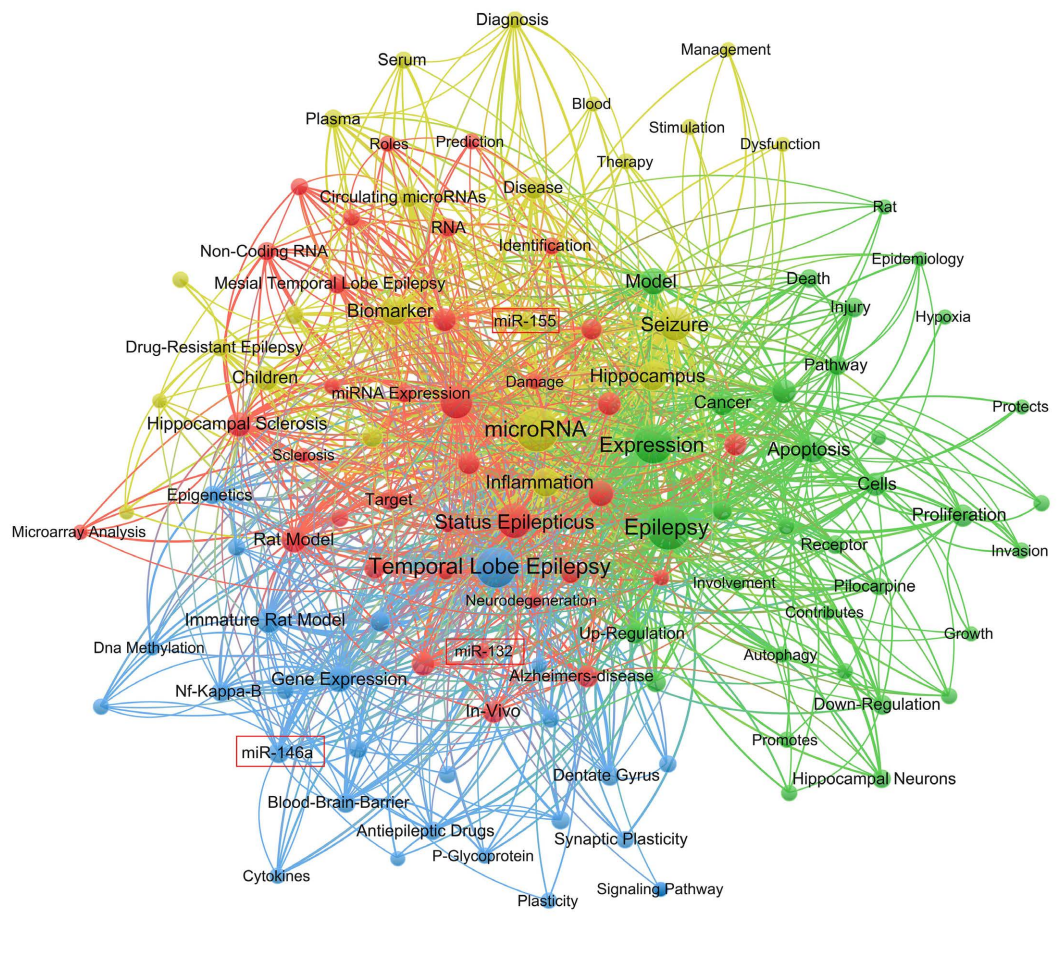 Diagnosis
Management
Serum
Blood
Plasma
Stimulation
Roles
Prediction
Dysfunction
Therapy
Disease
Circulating microRNAs
Rat
RNA
Identification
Non-Coding RNA
Epidemiology
Mesial Temporal Lobe Epilepsy
Model
Death
Biomarker
Injury
miR-155
Seizure
Hypoxia
Drug-Resistant Epilepsy
Pathway
Children
Damage
Hippocampus
miRNA Expression
Cancer
Protects
Hippocampal Sclerosis
microRNA
Expression
Apoptosis
Sclerosis
Inflammation
Cells
Epigenetics
Target
Proliferation
Microarray Analysis
Status Epilepticus
Epilepsy
Rat Model
Receptor
Invasion
Temporal Lobe Epilepsy
Involvement
Pilocarpine
Neurodegeneration
Contributes
Immature Rat Model
Up-Regulation
Growth
Dna Methylation
miR-132
Autophagy
Gene Expression
Alzheimers-disease
Nf-Kappa-B
Down-Regulation
In-Vivo
Promotes
miR-146a
Dentate Gyrus
Hippocampal Neurons
Blood-Brain-Barrier
Antiepileptic Drugs
Synaptic Plasticity
P-Glycoprotein
Cytokines
Signaling Pathway
Plasticity